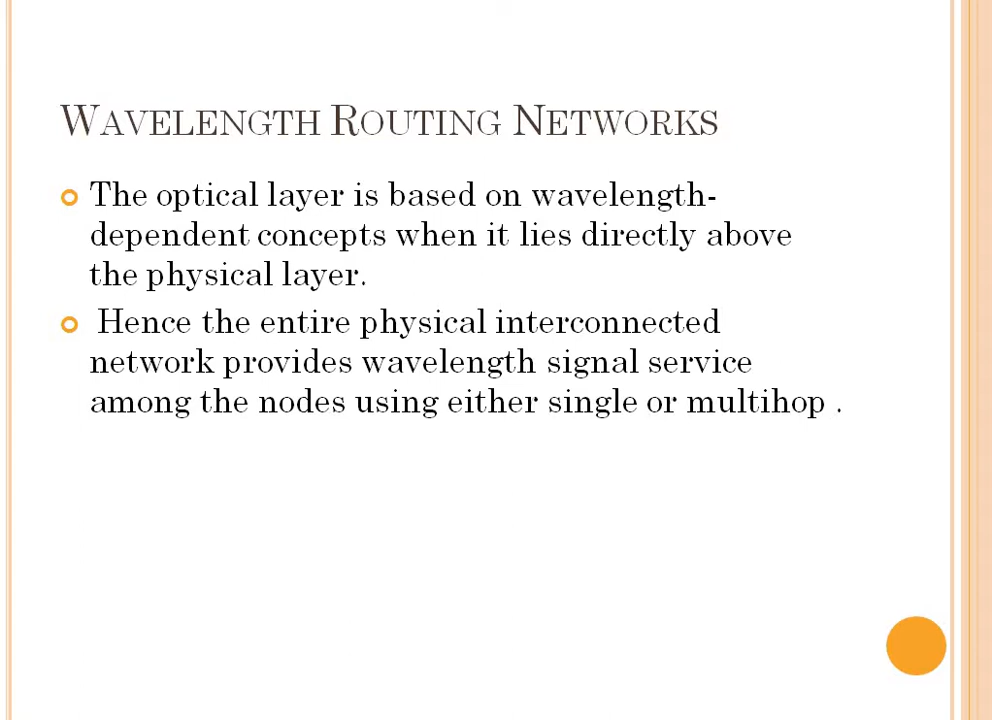 WAVELENGTH ROUTING NETWORKS
The optical layer is based on wavelength-
dependent concepts when it lies directly above
the physical layer.
Hence the entire physical interconnected
network provides wavelength signal service
among the nodes using either single or multihop .